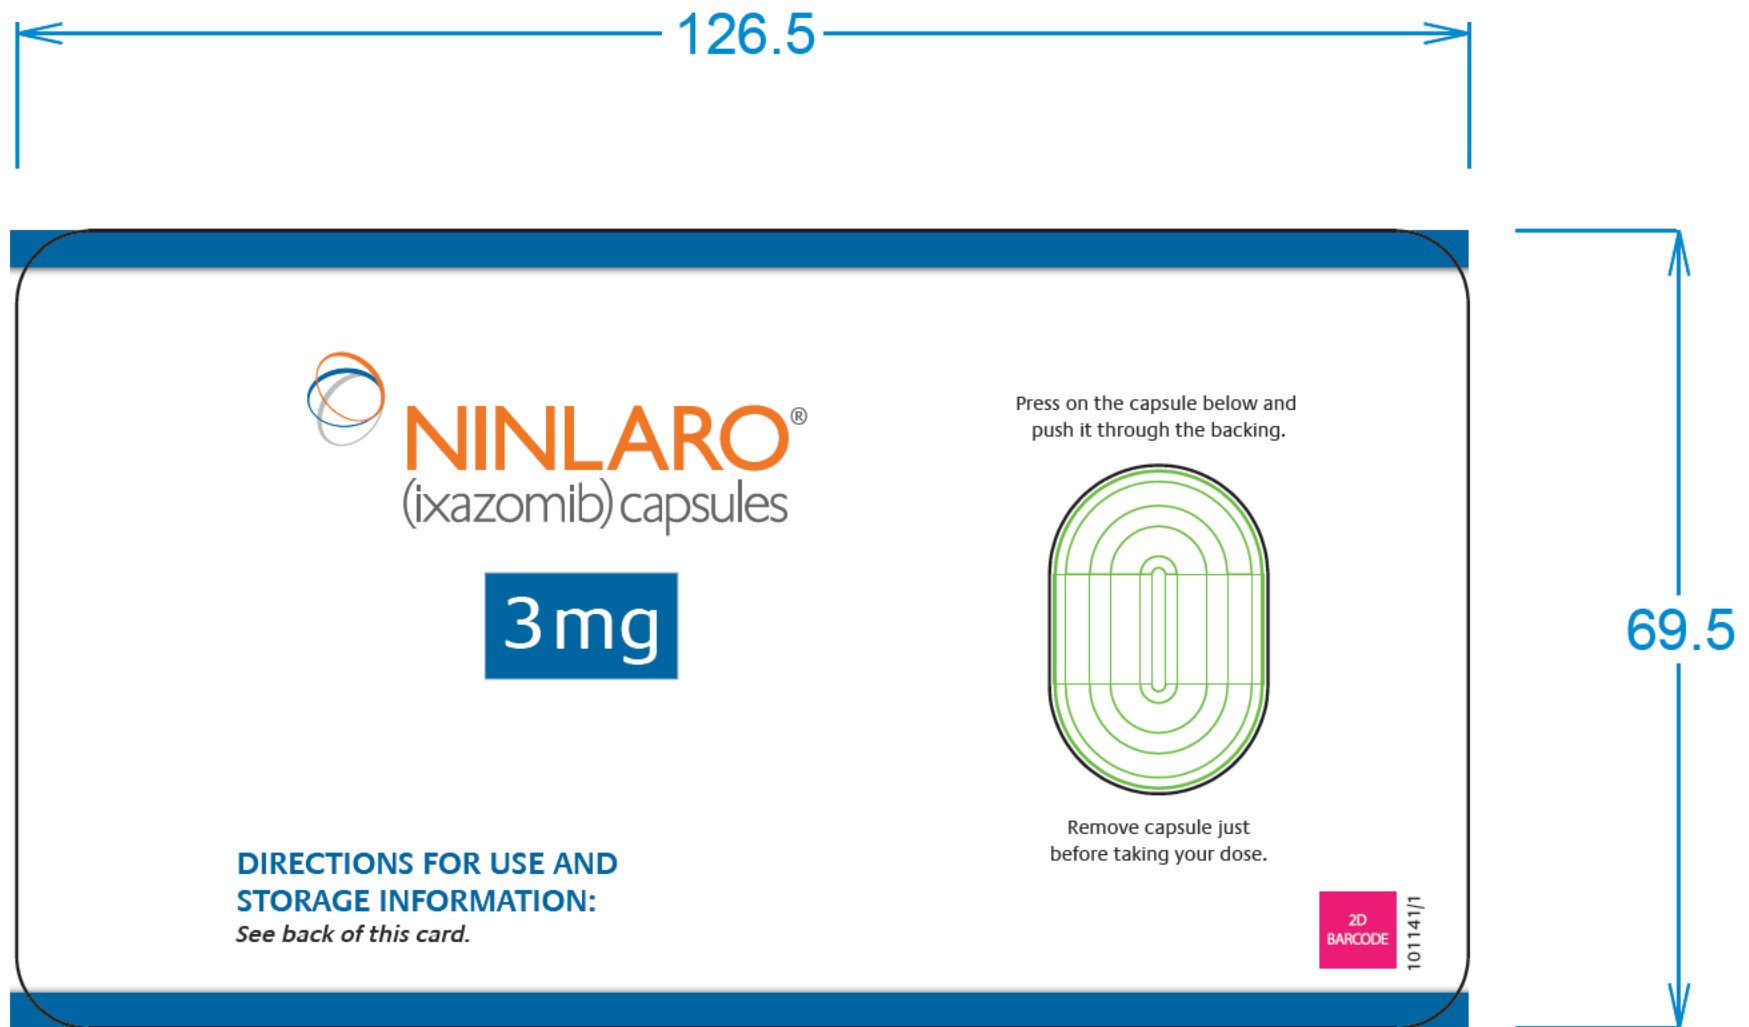 126.5
NINLARO®
(ixazomib) capsules
3 mg
DIRECTIONS FOR USE AND
STORAGE INFORMATION:
See back of this card.
Press on the capsule below and
push it through the backing.
Remove capsule just
before taking your dose.
2D
BARCODE
101141/1
69.5